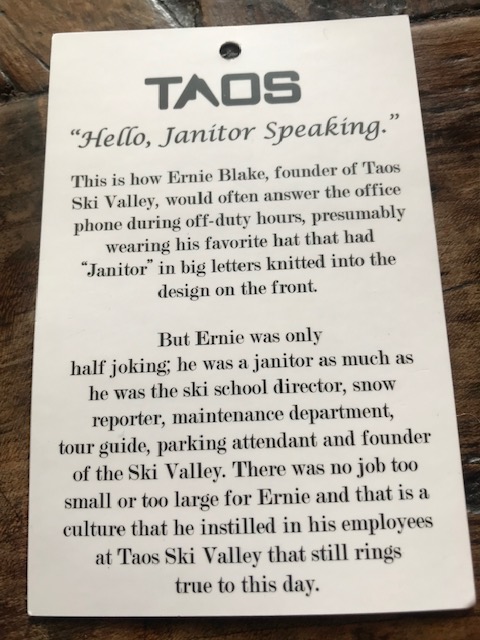 TAOS
“Hello, Janitor Speaking.”
This is how Ernie Blake, founder of Taos
Ski Valley, would often answer the office
phone during off-duty hours, presumably
wearing his favorite hat that had
“Janitor” in big letters knitted into the
design on the front.
But Ernie was only
half joking; he was a janitor as much as
he was the ski school director, snow
reporter, maintenance department,
tour guide, parking attendant and founder
of the Ski Valley. There was no job too
small or too large for Ernie and that is a
culture that he instilled in his employees
at Taos Ski Valley that still rings
true to this day.